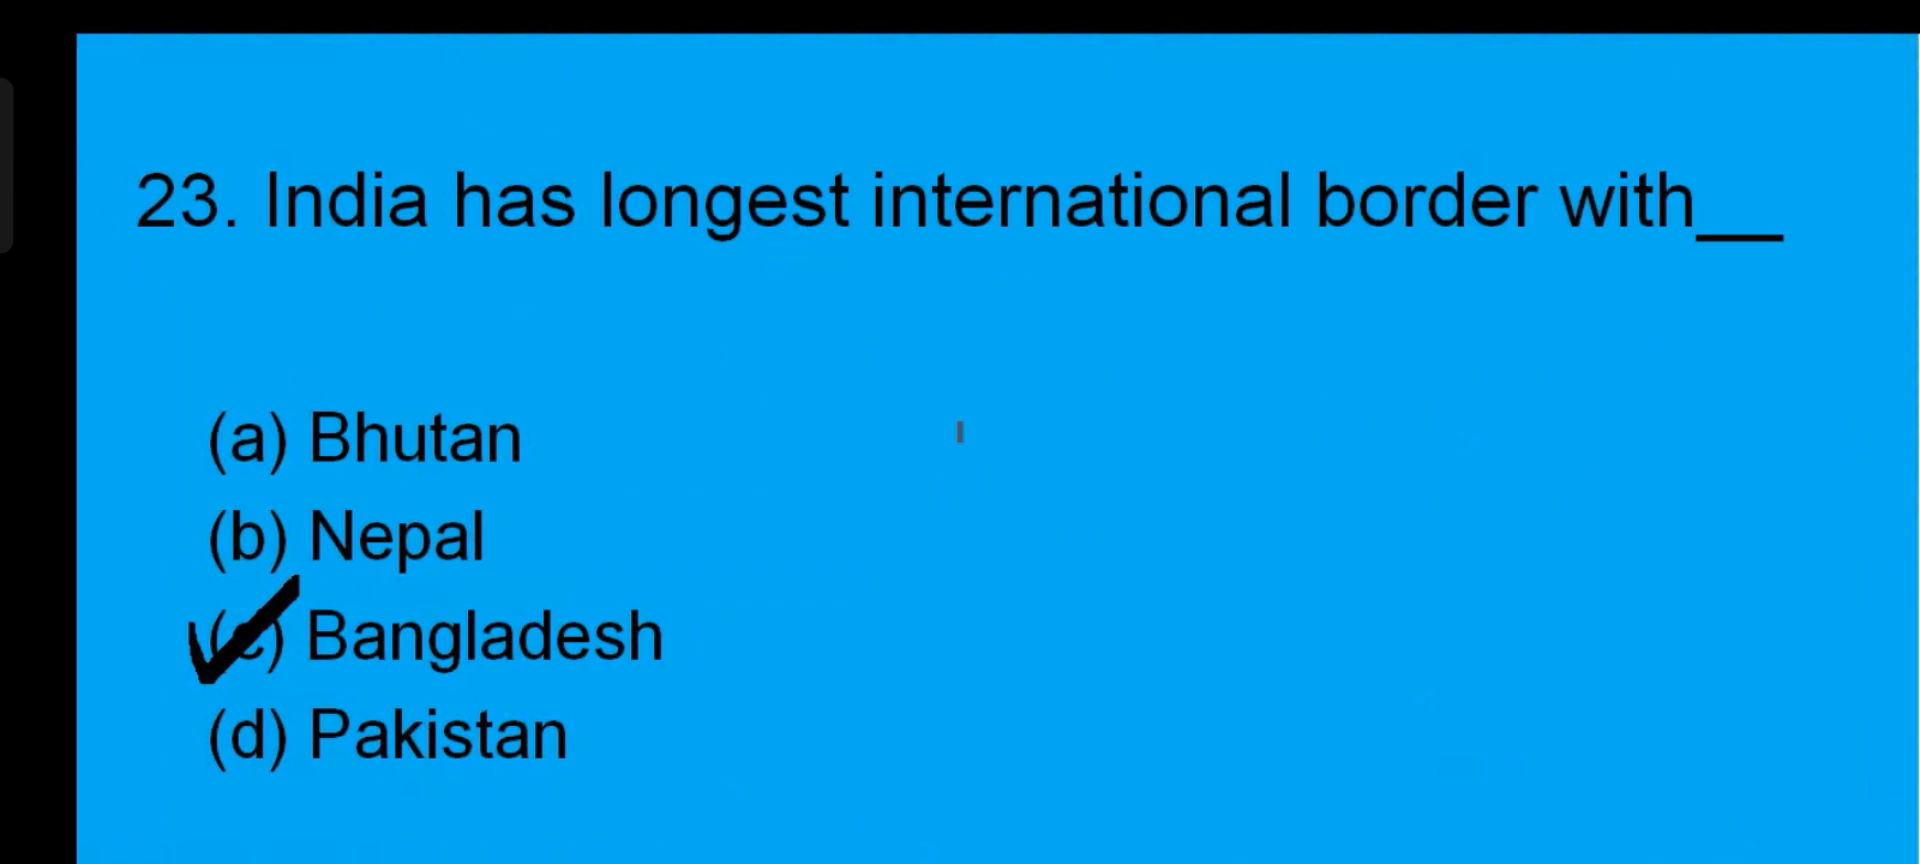 23. India has longest international border with__
(a) Bhutan
(b) Nepal
(c) Bangladesh
(d) Pakistan